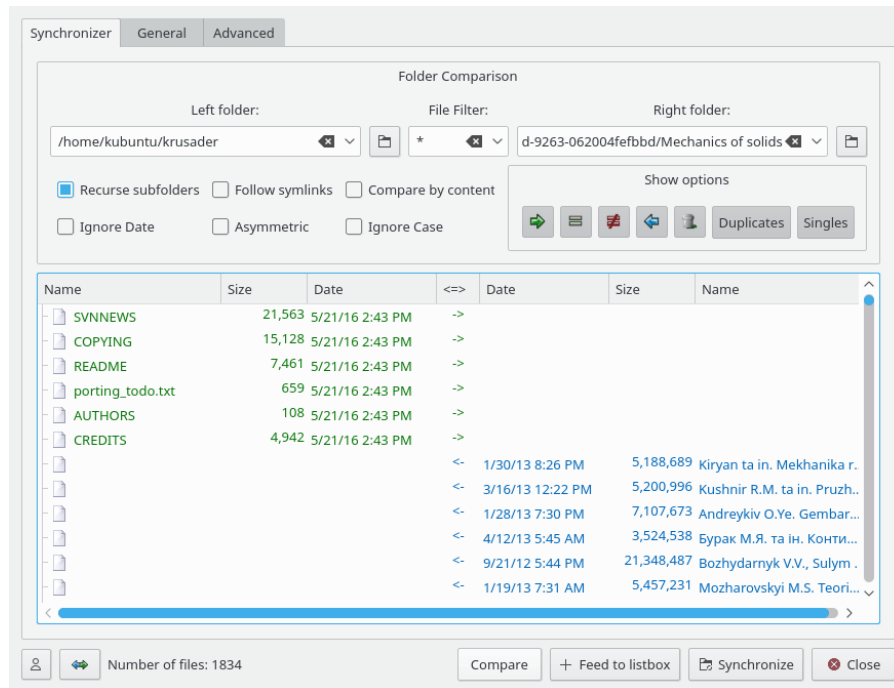 Synchronizer General Advanced
Folder Comparison
Left folder: File Filter: Right folder:
/home/kubuntu/krusader * d-9263-062004fefbbd/Mechanics of solids
Recurse subfolders Follow symlinks Compare by content
Show options
Ignore Date Asymmetric Ignore Case
Duplicates Singles
Name Size Date <=> Date Size Name
SVNNEWS 21,563 5/21/16 2:43 PM ->
COPYING 15,128 5/21/16 2:43 PM ->
README 7,461 5/21/16 2:43 PM ->
porting_todo.txt 659 5/21/16 2:43 PM ->
AUTHORS 108 5/21/16 2:43 PM ->
CREDITS 4,942 5/21/16 2:43 PM ->
<- 1/30/13 8:26 PM 5,188,689 Kiryan ta in. Mekhanika r..
<- 3/16/13 12:22 PM 5,200,996 Kushnir R.M. ta in. Pruzh..
<- 1/28/13 7:30 PM 7,107,673 Andreykiv O.Ye. Gembar...
<- 4/12/13 5:45 AM 3,524,538 Бурак М.Я. та ін. Конти...
<- 9/21/12 5:44 PM 21,348,487 Bozhydarnyk V.V., Sulym .
<- 1/19/13 7:31 AM 5,457,231 Mozharovskyi M.S. Teori...
Number of files: 1834 Compare + Feed to listbox Synchronize Close